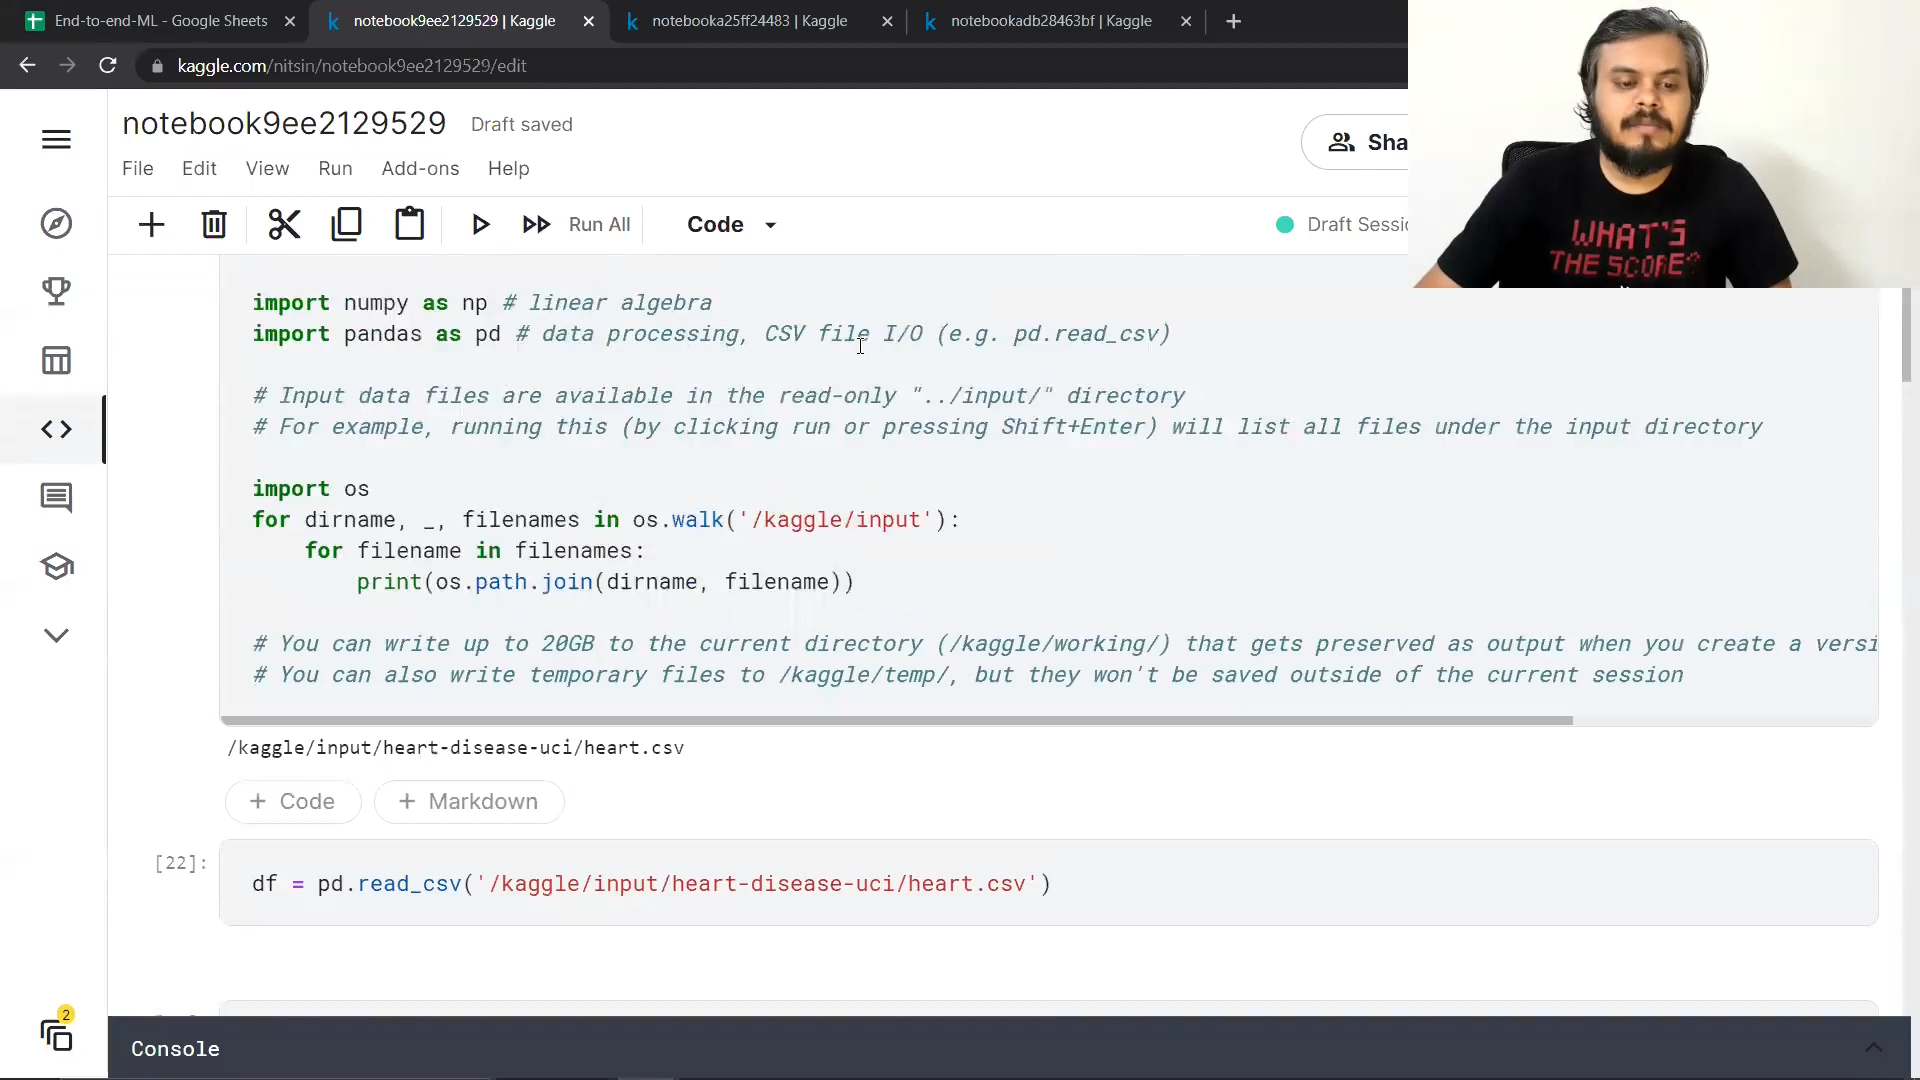 End-to-end-ML - Google Sheets
notebook9ee2129529 | Kaggle
notebooka25ff24483 | Kaggle
notebookadb28463bf | Kaggle
kaggle.com/nitsin/notebook9ee2129529/edit
notebook9ee2129529 Draft saved
Sha
File Edit View Run Add-ons Help
Run All Code Draft Sessi
WHAT'S
THE SCORE?
import numpy as np # linear algebra
import pandas as pd # data processing, CSV file I/O (e.g. pd.read_csv)
# Input data files are available in the read-only "../input/" directory
# For example, running this (by clicking run or pressing Shift+Enter) will list all files under the input directory
import os
for dirname, _, filenames in os.walk('/kaggle/input'):
for filename in filenames:
print(os.path.join(dirname, filename))
# You can write up to 20GB to the current directory (/kaggle/working/) that gets preserved as output when you create a versi
# You can also write temporary files to /kaggle/temp/, but they won't be saved outside of the current session
/kaggle/input/heart-disease-uci/heart.csv
+ Code + Markdown
[22]:
df = pd.read_csv('/kaggle/input/heart-disease-uci/heart.csv')
2
Console